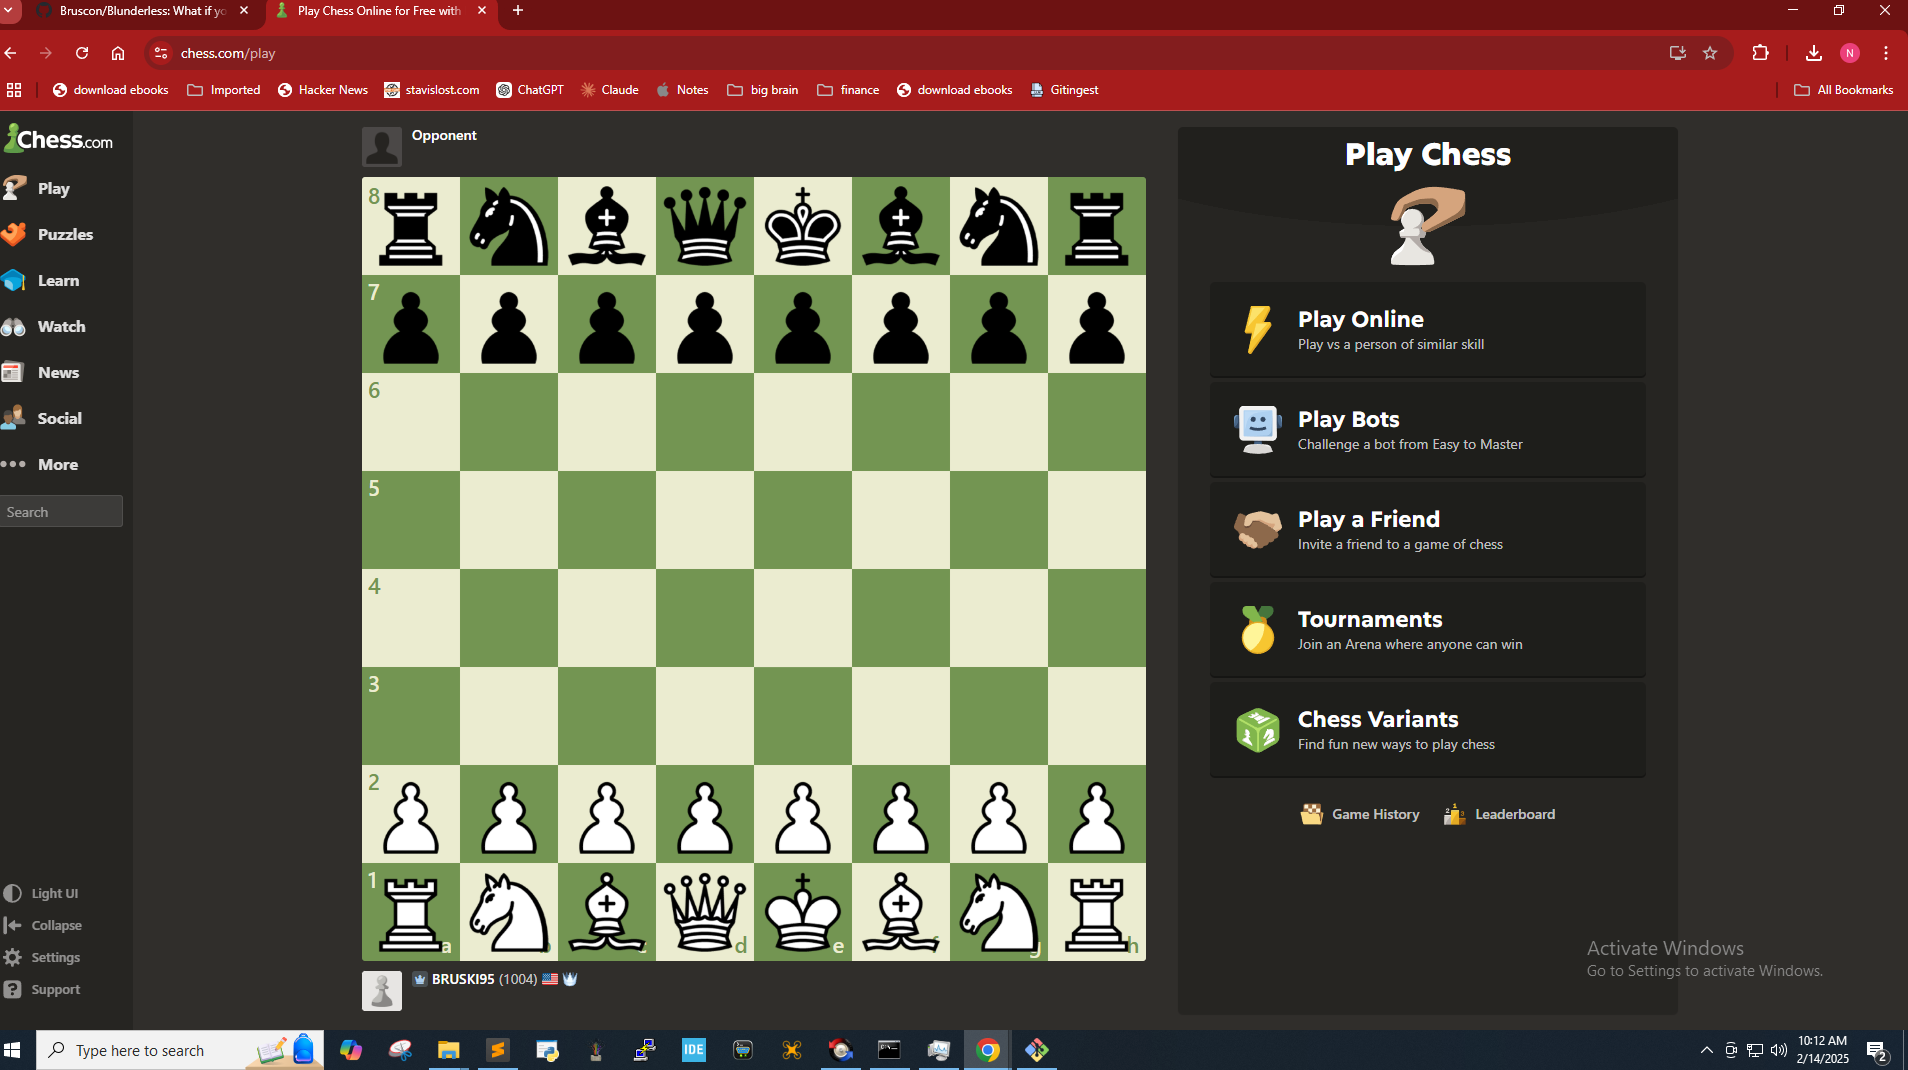 Bruscon/Blunderless: What if yo
Play Chess Online for Free with
chess.com/play
N
download ebooks
Imported
Hacker News
stavislost.com
ChatGPT
Claude
Notes
big brain
finance
download ebooks
Gitingest
All Bookmarks
Chess.com
Play
Puzzles
Learn
Watch
News
Social
More
Search
Light UI
Collapse
Settings
Support
Opponent
8
7
6
5
4
3
2
1
a
b
c
d
e
f
g
h
BRUSKI95 (1004)
Play Chess
Play Online
Play vs a person of similar skill
Play Bots
Challenge a bot from Easy to Master
Play a Friend
Invite a friend to a game of chess
Tournaments
Join an Arena where anyone can win
Chess Variants
Find fun new ways to play chess
Game History
Leaderboard
Activate Windows
Go to Settings to activate Windows.
Type here to search
IDE
10:12 AM
2/14/2025
2